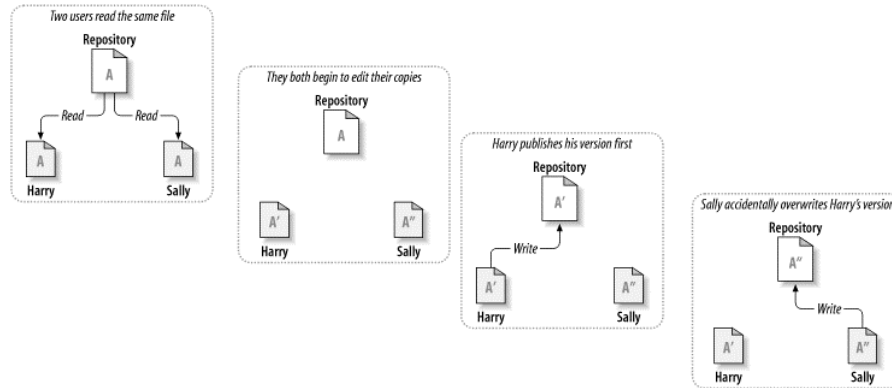 Two users read the same file
Repository
A
Read
Read
A
A
Harry
Sally
They both begin to edit their copies
Repository
A
A'
A"
Harry
Sally
Harry publishes his version first
Repository
A'
Write
A'
A"
Harry
Sally
Sally accidentally overwrites Harry's version
Repository
A"
Write
A'
A"
Harry
Sally